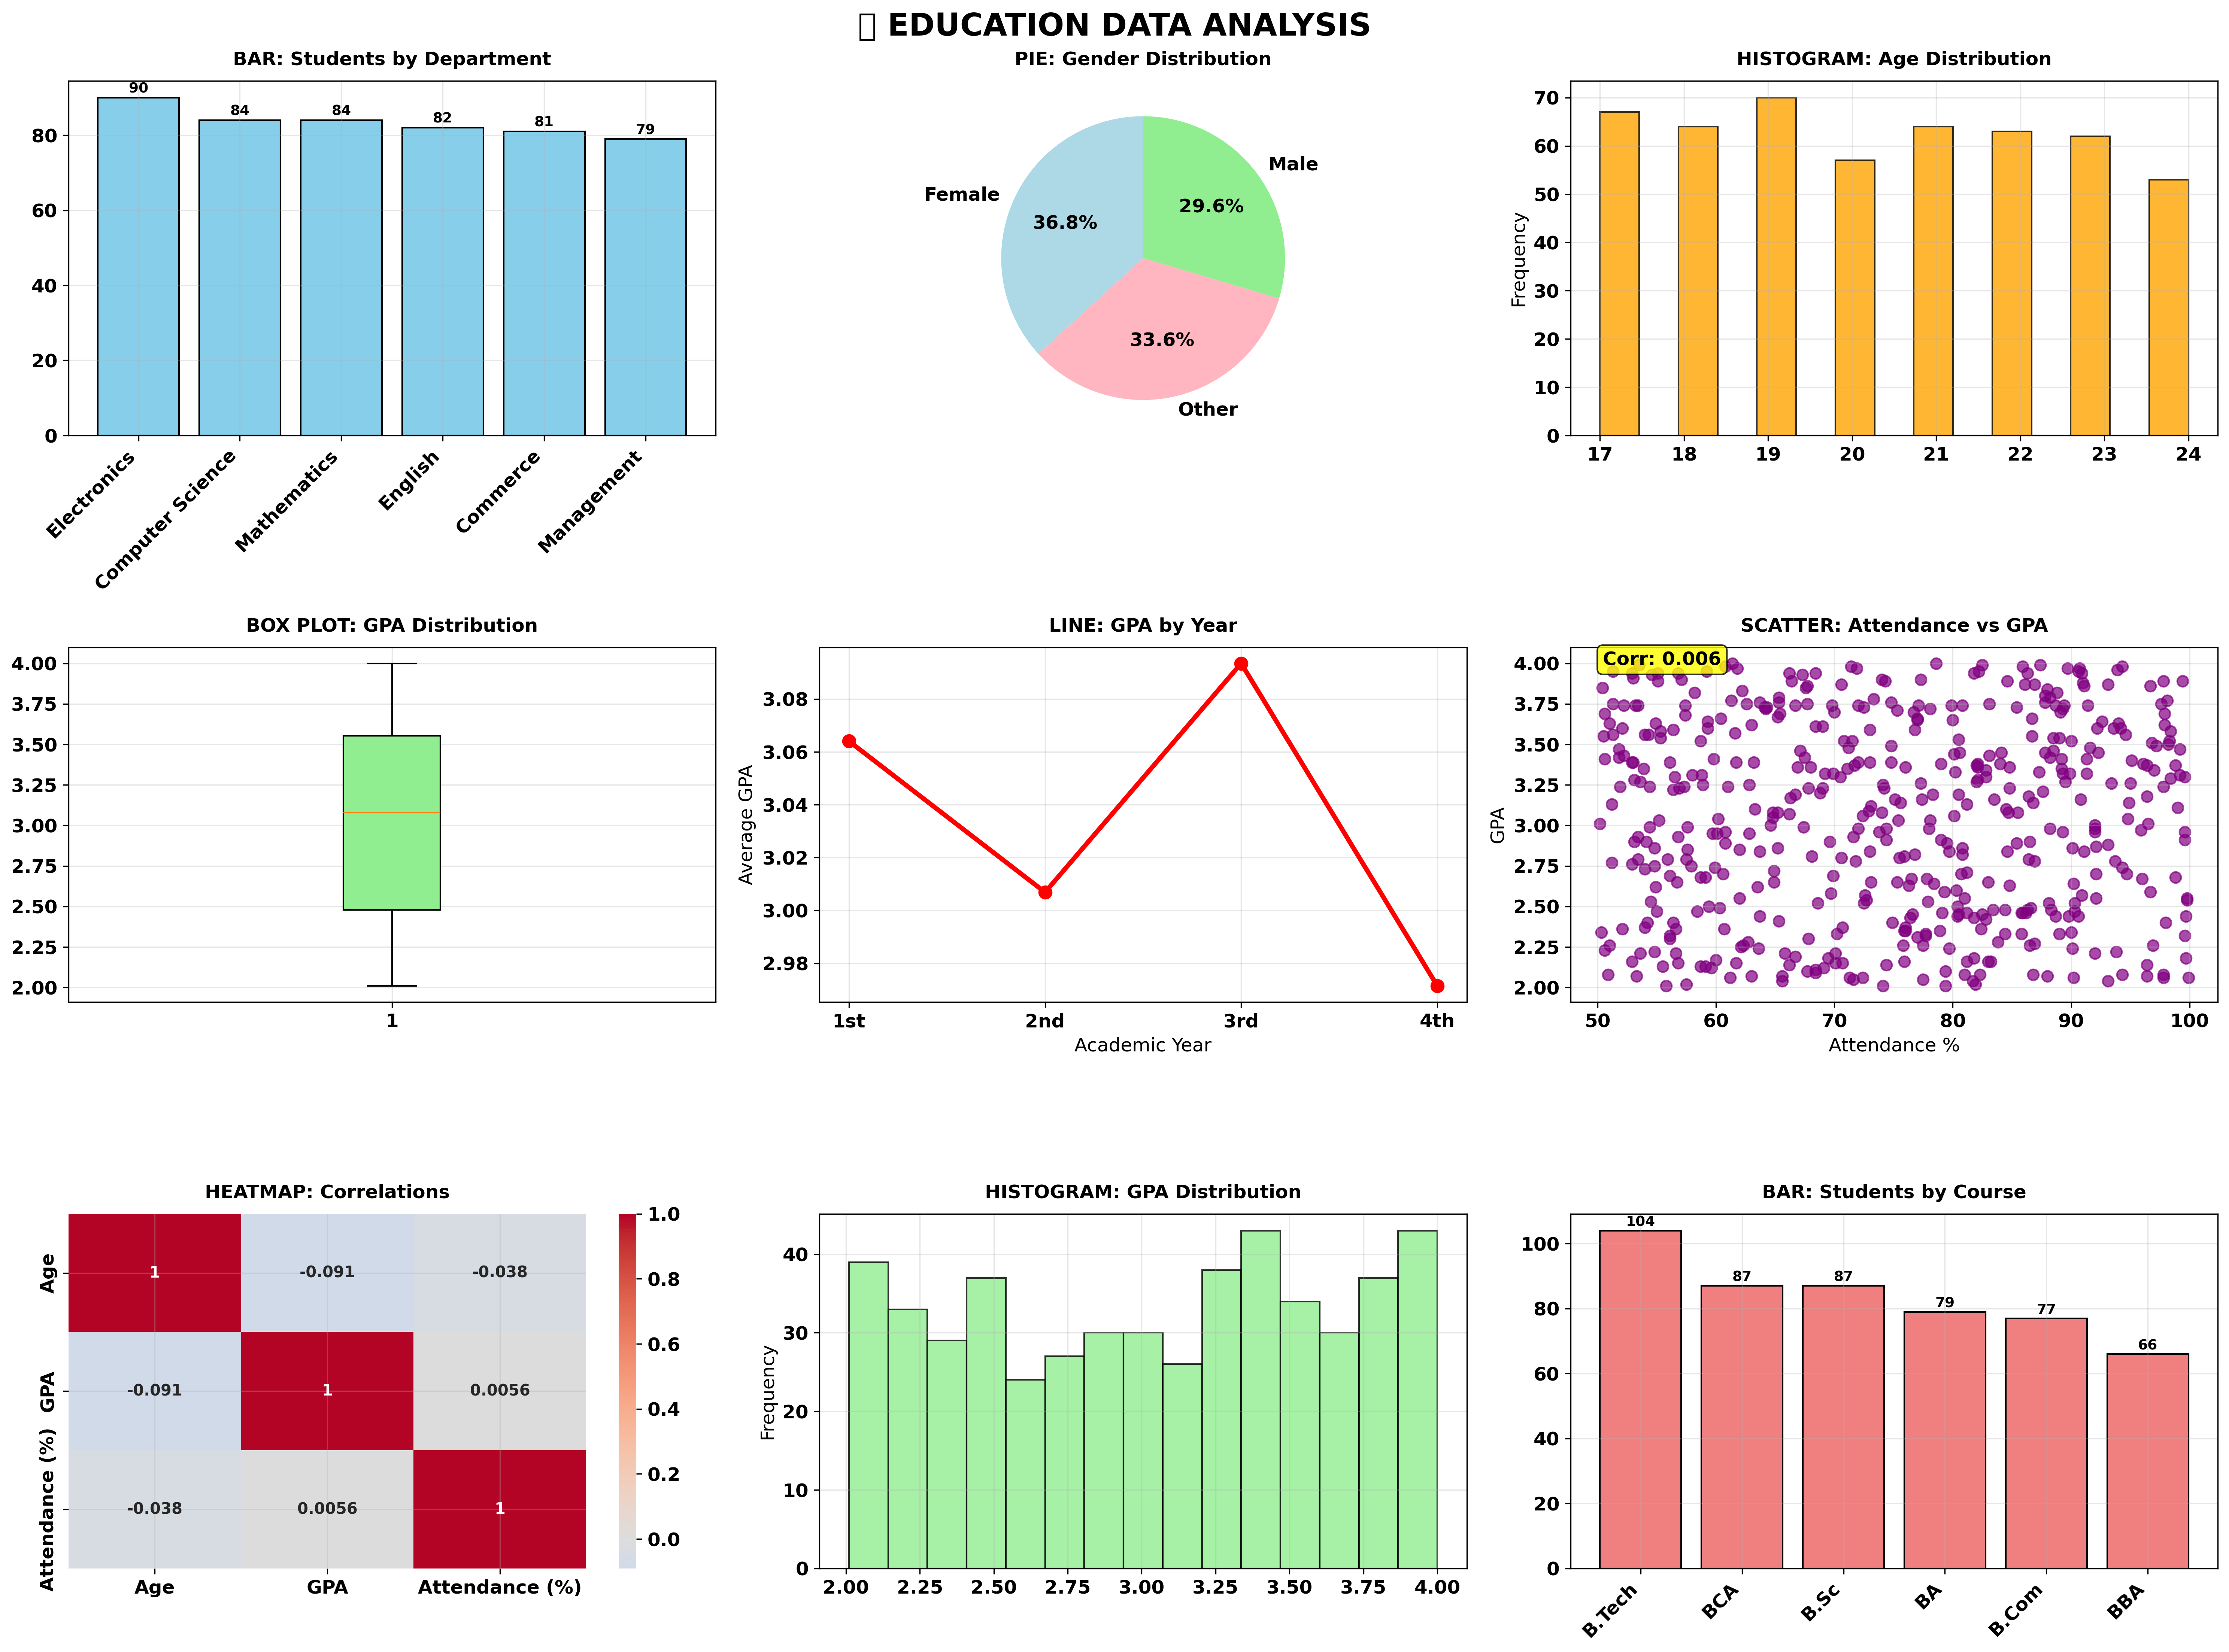 EDUCATION DATA ANALYSIS
BAR: Students by Department
90
84
84
82
81
79
80
60
40
20
0
Electronics
Computer Science
Mathematics
English
Commerce
Management
PIE: Gender Distribution
Female
Male
Other
36.8%
29.6%
33.6%
HISTOGRAM: Age Distribution
Frequency
70
60
50
40
30
20
10
0
17 18 19 20 21 22 23 24
BOX PLOT: GPA Distribution
4.00
3.75
3.50
3.25
3.00
2.75
2.50
2.25
2.00
1
LINE: GPA by Year
Average GPA
3.08
3.06
3.04
3.02
3.00
2.98
1st 2nd 3rd 4th
Academic Year
SCATTER: Attendance vs GPA
Corr: 0.006
GPA
4.00
3.75
3.50
3.25
3.00
2.75
2.50
2.25
2.00
50 60 70 80 90 100
Attendance %
HEATMAP: Correlations
Age
GPA
Attendance (%)
1 -0.091 -0.038
-0.091 1 0.0056
-0.038 0.0056 1
Age GPA Attendance (%)
1.0
0.8
0.6
0.4
0.2
0.0
HISTOGRAM: GPA Distribution
Frequency
40
30
20
10
0
2.00 2.25 2.50 2.75 3.00 3.25 3.50 3.75 4.00
BAR: Students by Course
104
87
87
79
77
66
100
80
60
40
20
0
B.Tech
BCA
B.Sc
BA
B.Com
BBA